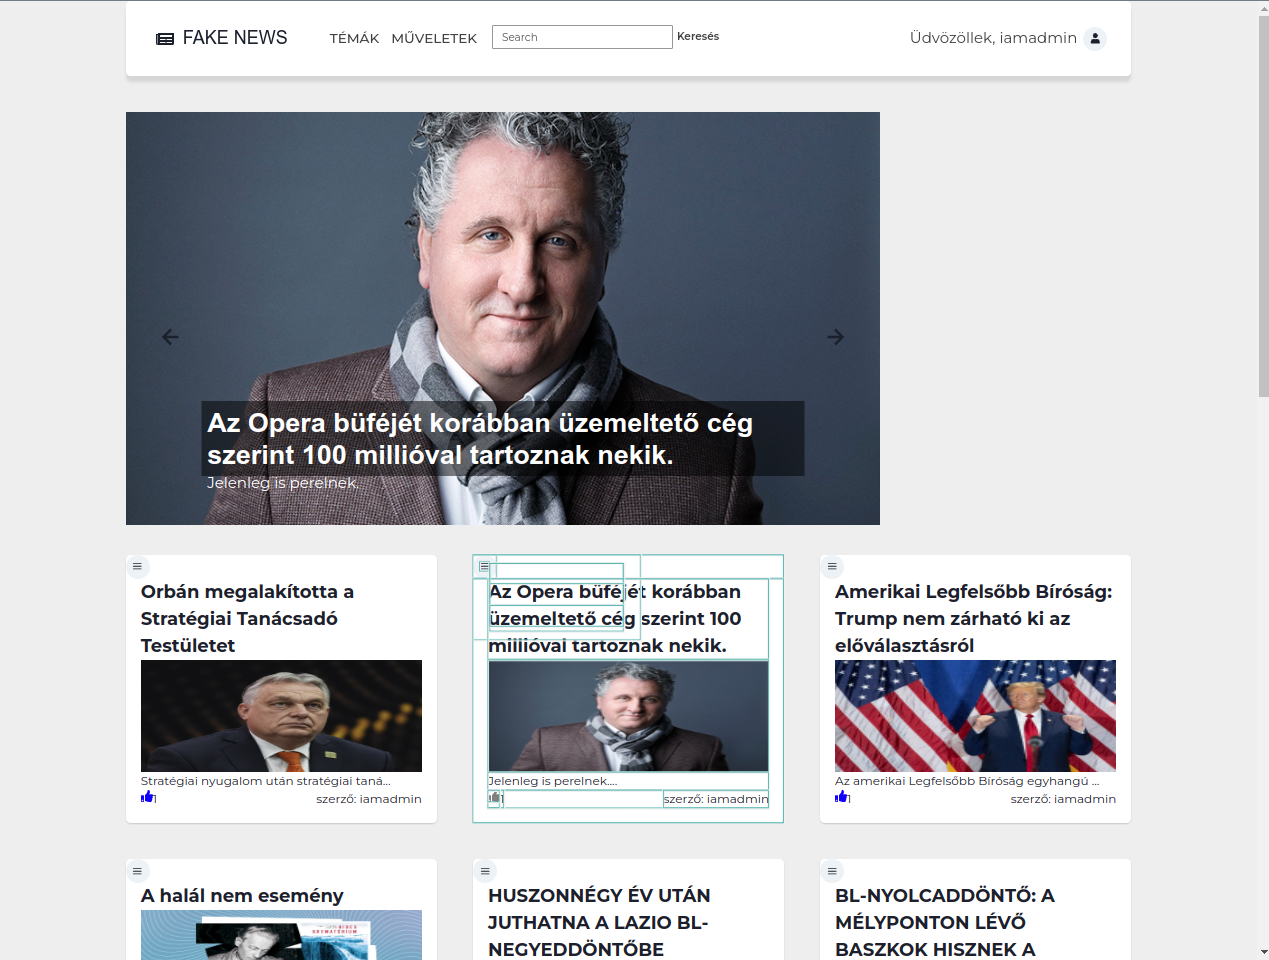 FAKE NEWS
TÉMÁK MŰVELETEK Search Keresés
Üdvözöllek, iamadmin
Az Opera büféjét korábban üzemeltető cég
szerint 100 millióval tartoznak nekik.
Jelenleg is perelnek.
Orbán megalakította a
Stratégiai Tanácsadó
Testületet
Stratégiai nyugalom után stratégiai taná...
1 szerző: iamadmin
Az Opera büféjét korábban
üzemeltető cég szerint 100
millióval tartoznak nekik.
Jelenleg is perelnek....
1 szerző: iamadmin
Amerikai Legfelsőbb Bíróság:
Trump nem zárható ki az
előválasztásról
Az amerikai Legfelsőbb Bíróság egyhangú ...
1 szerző: iamadmin
A halál nem esemény
HUSZONNÉGY ÉV UTÁN
JUTHATNA A LAZIO BL-
NEGYEDDÖNTŐBE
BL-NYOLCADDÖNTŐ: A
MÉLYPONTON LÉVŐ
BASZKOK HISZNEK A